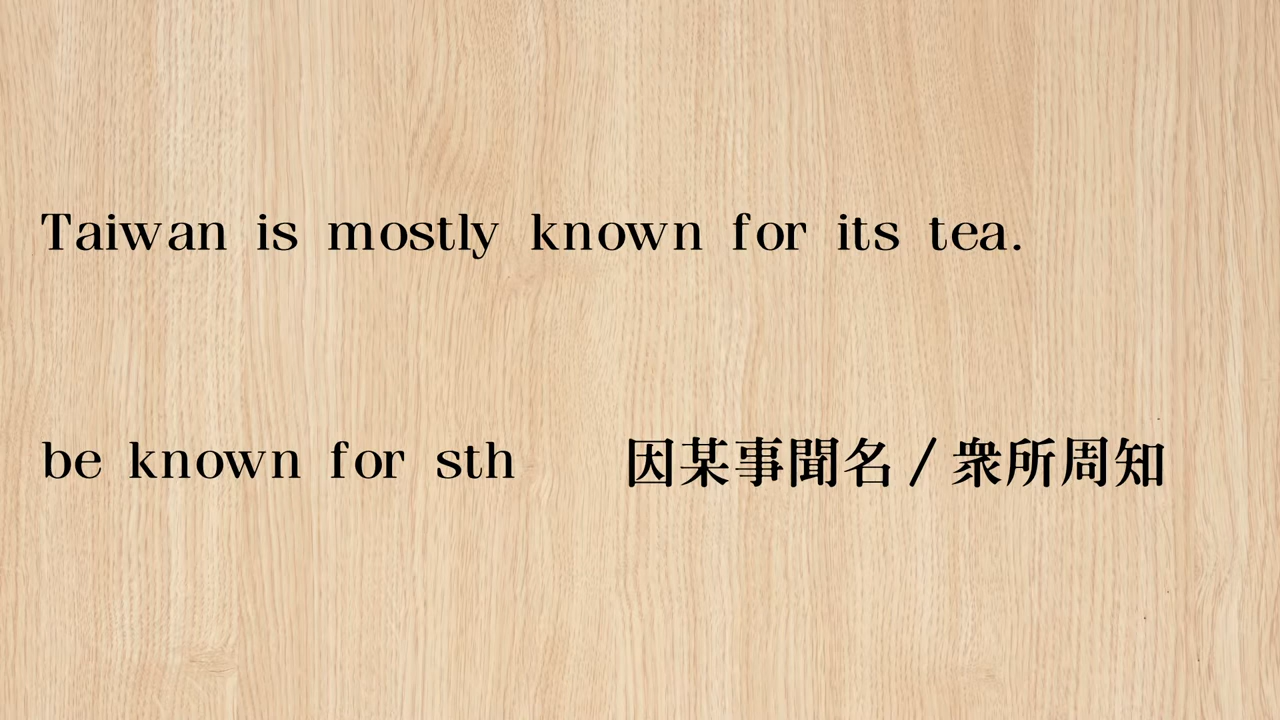 Taiwan is mostly known for its tea.
be known for sth 因某事聞名／眾所周知